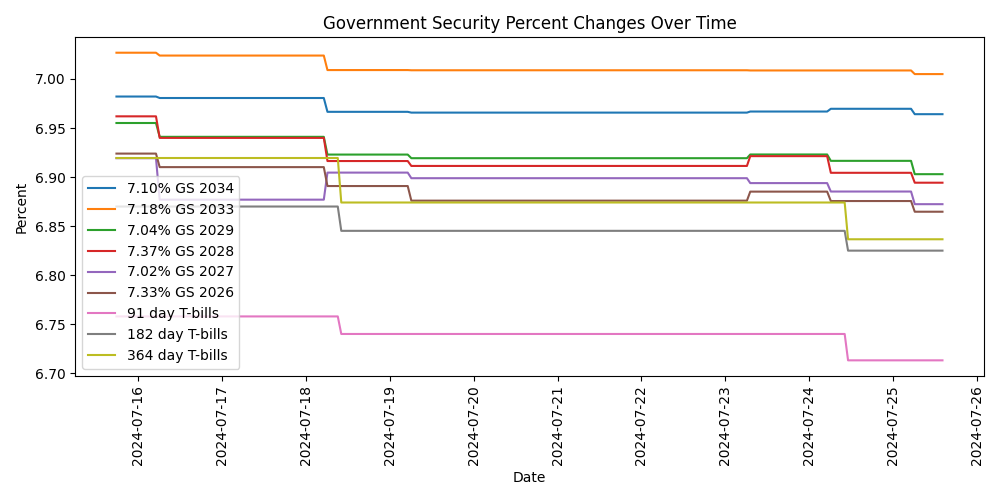 Government Security Percent Changes Over Time
Percent
7.00
6.95
6.90
6.85
6.80
6.75
6.70
7.10% GS 2034
7.18% GS 2033
7.04% GS 2029
7.37% GS 2028
7.02% GS 2027
7.33% GS 2026
91 day T-bills
182 day T-bills
364 day T-bills
2024-07-16
2024-07-17
2024-07-18
2024-07-19
2024-07-20
2024-07-21
2024-07-22
2024-07-23
2024-07-24
2024-07-25
2024-07-26
Date